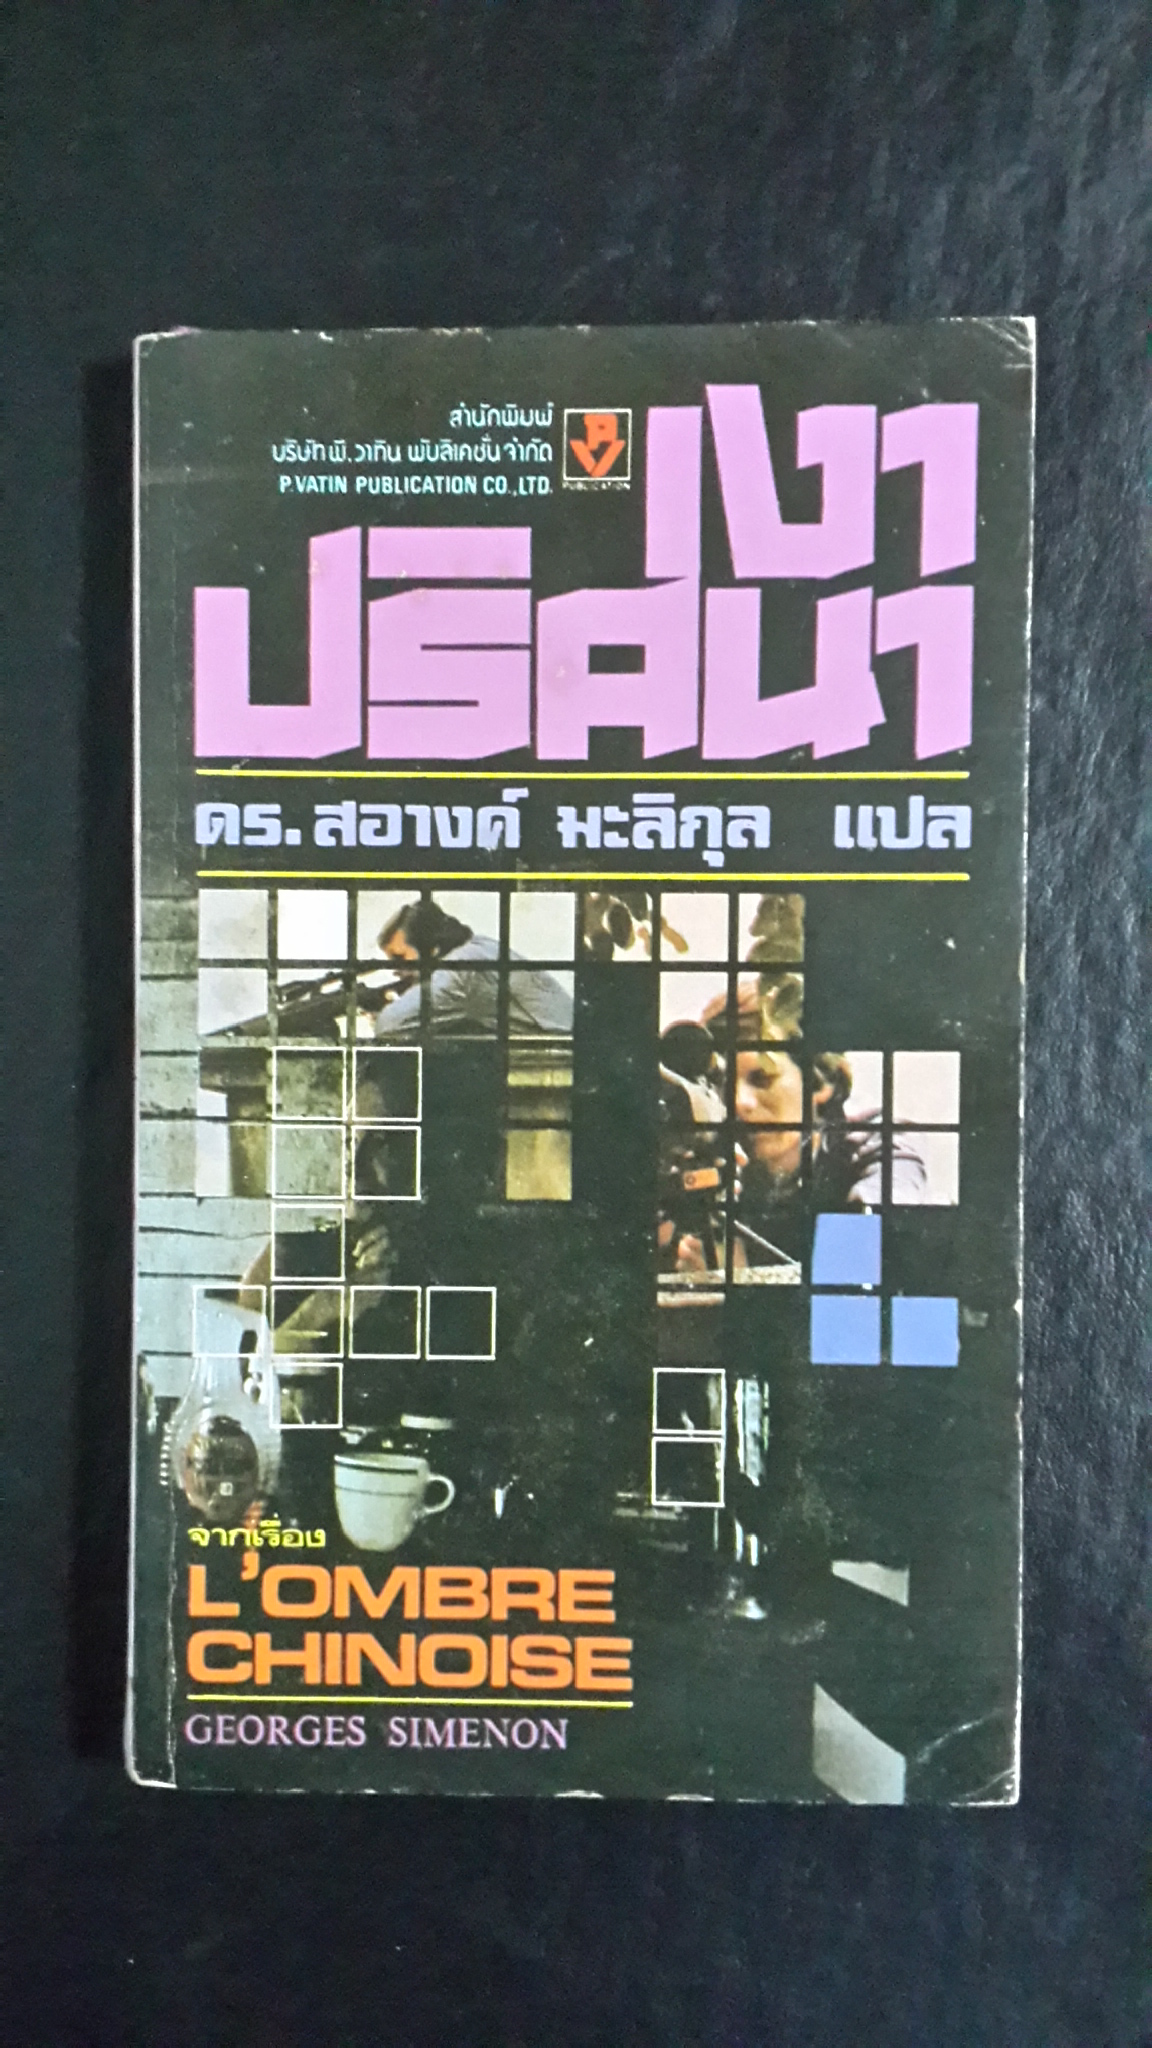 สำนักพิมพ์
บริษัท พี. วาทิน พับลิเคชั่น จำกัด
P.VATIN PUBLICATION CO.,LTD.
PV
PUBLICATION
เงา
ปริศนา
ดร. สอางค์ มะลิกุล แปล
จากเรื่อง
L'OMBRE
CHINOISE
GEORGES SIMENON